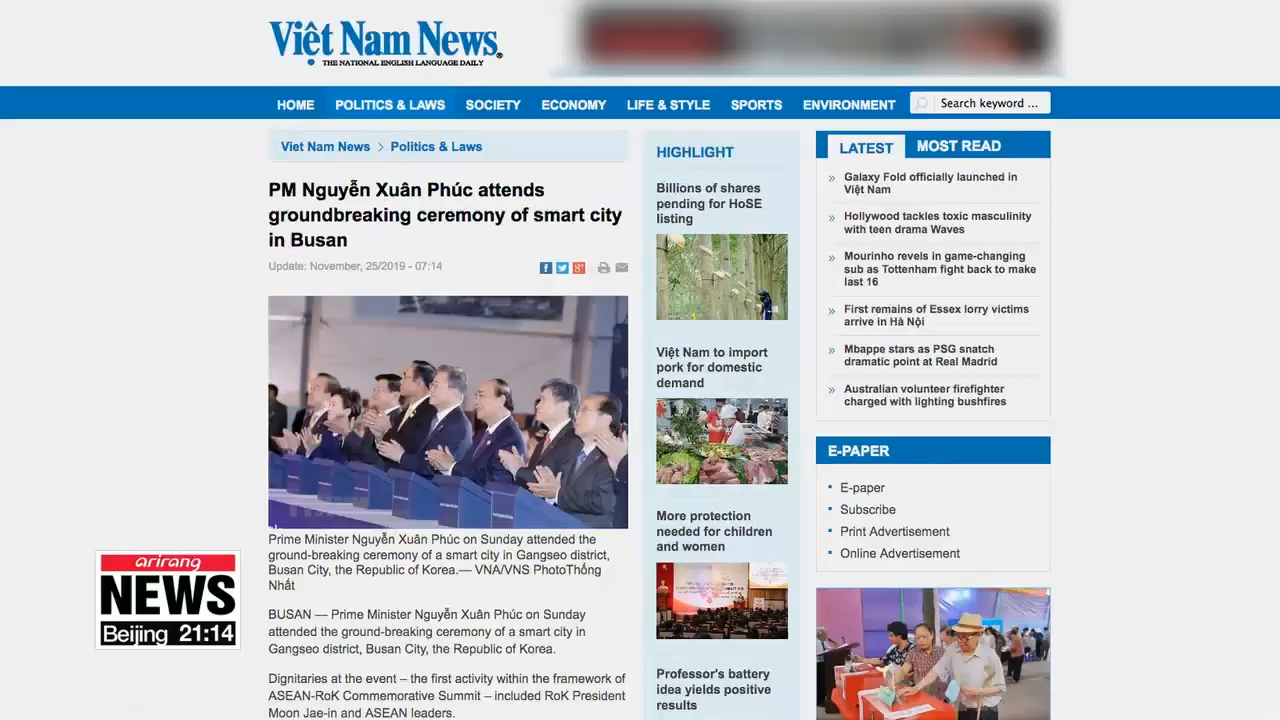 Việt Nam News
THE NATIONAL ENGLISH LANGUAGE DAILY
HOME
POLITICS & LAWS
SOCIETY
ECONOMY
LIFE & STYLE
SPORTS
ENVIRONMENT
Search keyword ...
Viet Nam News > Politics & Laws
PM Nguyễn Xuân Phúc attends
groundbreaking ceremony of smart city
in Busan
Update: November, 25/2019 - 07:14
Prime Minister Nguyễn Xuân Phúc on Sunday attended the
ground-breaking ceremony of a smart city in Gangseo district,
Busan City, the Republic of Korea.— VNA/VNS PhotoThống
Nhất
BUSAN — Prime Minister Nguyễn Xuân Phúc on Sunday
attended the ground-breaking ceremony of a smart city in
Gangseo district, Busan City, the Republic of Korea.
Dignitaries at the event – the first activity within the framework of
ASEAN-RoK Commemorative Summit – included RoK President
Moon Jae-in and ASEAN leaders.
HIGHLIGHT
Billions of shares
pending for HoSE
listing
Việt Nam to import
pork for domestic
demand
More protection
needed for children
and women
Professor's battery
idea yields positive
results
LATEST
MOST READ
» Galaxy Fold officially launched in
Việt Nam
» Hollywood tackles toxic masculinity
with teen drama Waves
» Mourinho revels in game-changing
sub as Tottenham fight back to make
last 16
» First remains of Essex lorry victims
arrive in Hà Nội
» Mbappe stars as PSG snatch
dramatic point at Real Madrid
» Australian volunteer firefighter
charged with lighting bushfires
E-PAPER
E-paper
Subscribe
Print Advertisement
Online Advertisement
arirang
NEWS
Beijing 21:14